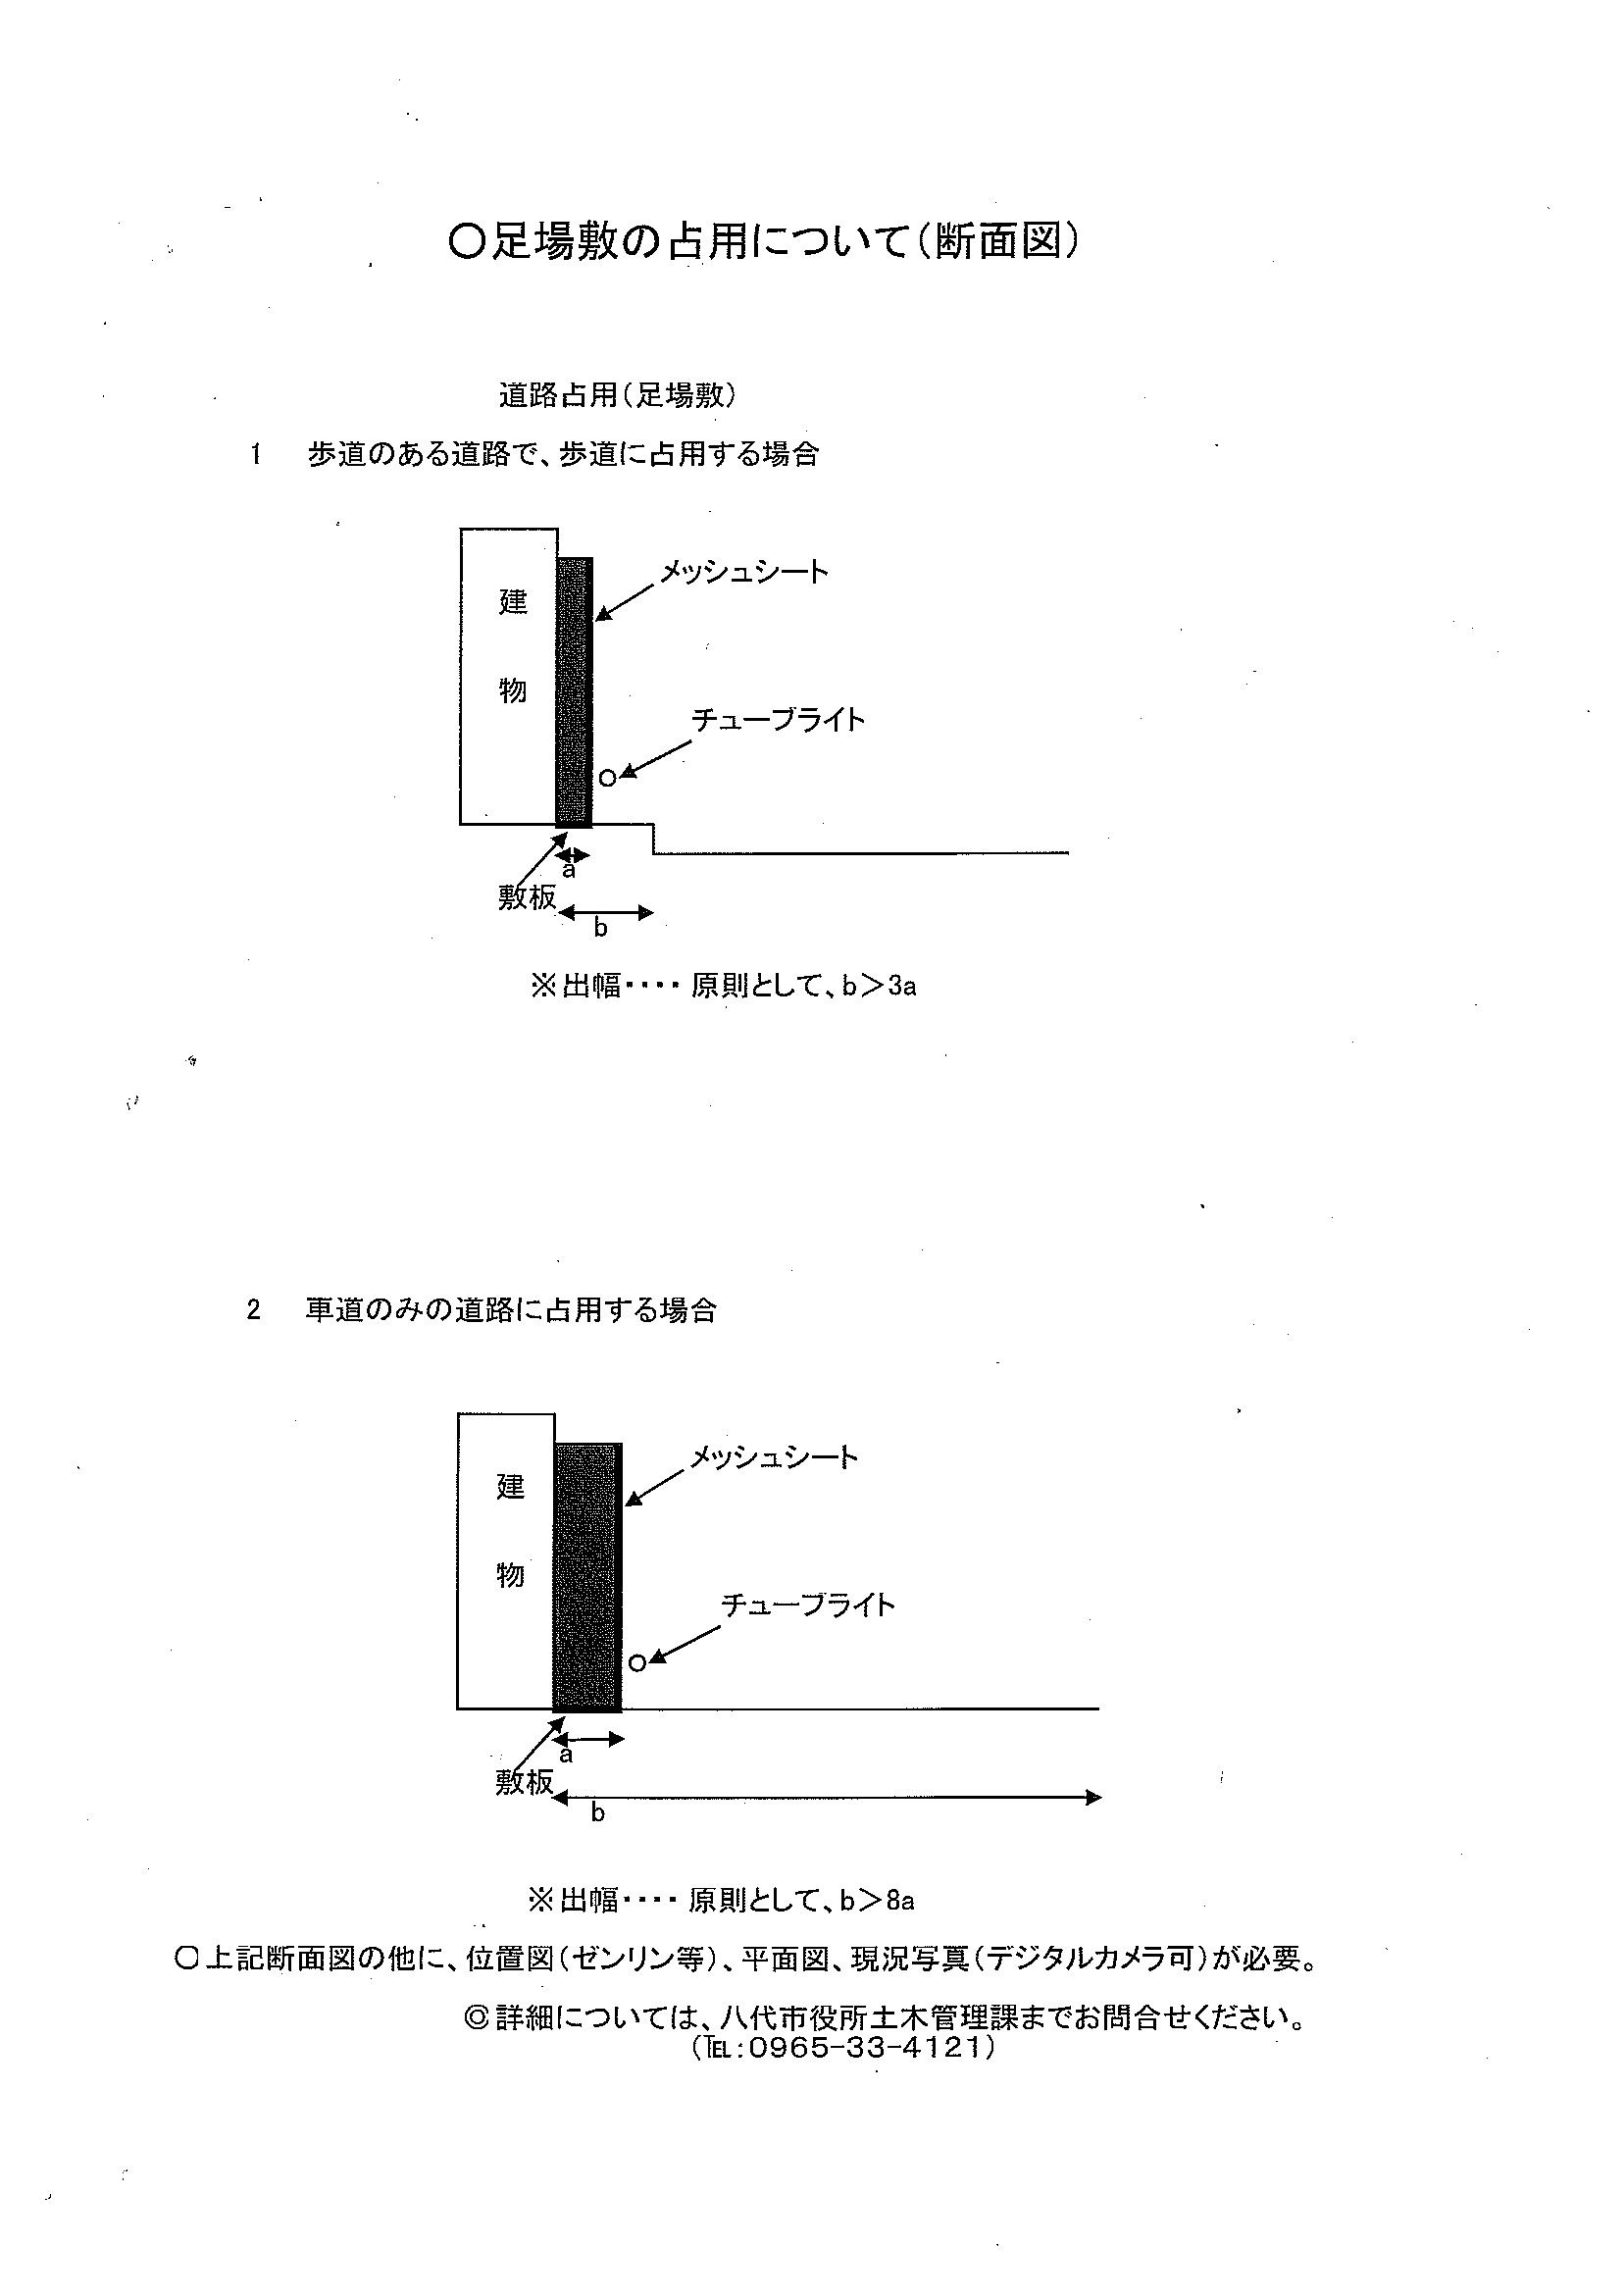 〇足場敷の占用について(断面図)
道路占用(足場敷)
1 歩道のある道路で、歩道に占用する場合
メッシュシート
建
物
チューブライト
a
敷板
b
※出幅・・・・原則として、b>3a
2 車道のみの道路に占用する場合
メッシュシート
建
物
チューブライト
a
敷板
b
※出幅・・・・原則として、b>8a
〇上記断面図の他に、位置図(ゼンリン等)、平面図、現況写真(デジタルカメラ可)が必要。
◎詳細については、八代市役所土木管理課までお問合せください。
(℡:0965-33-4121)